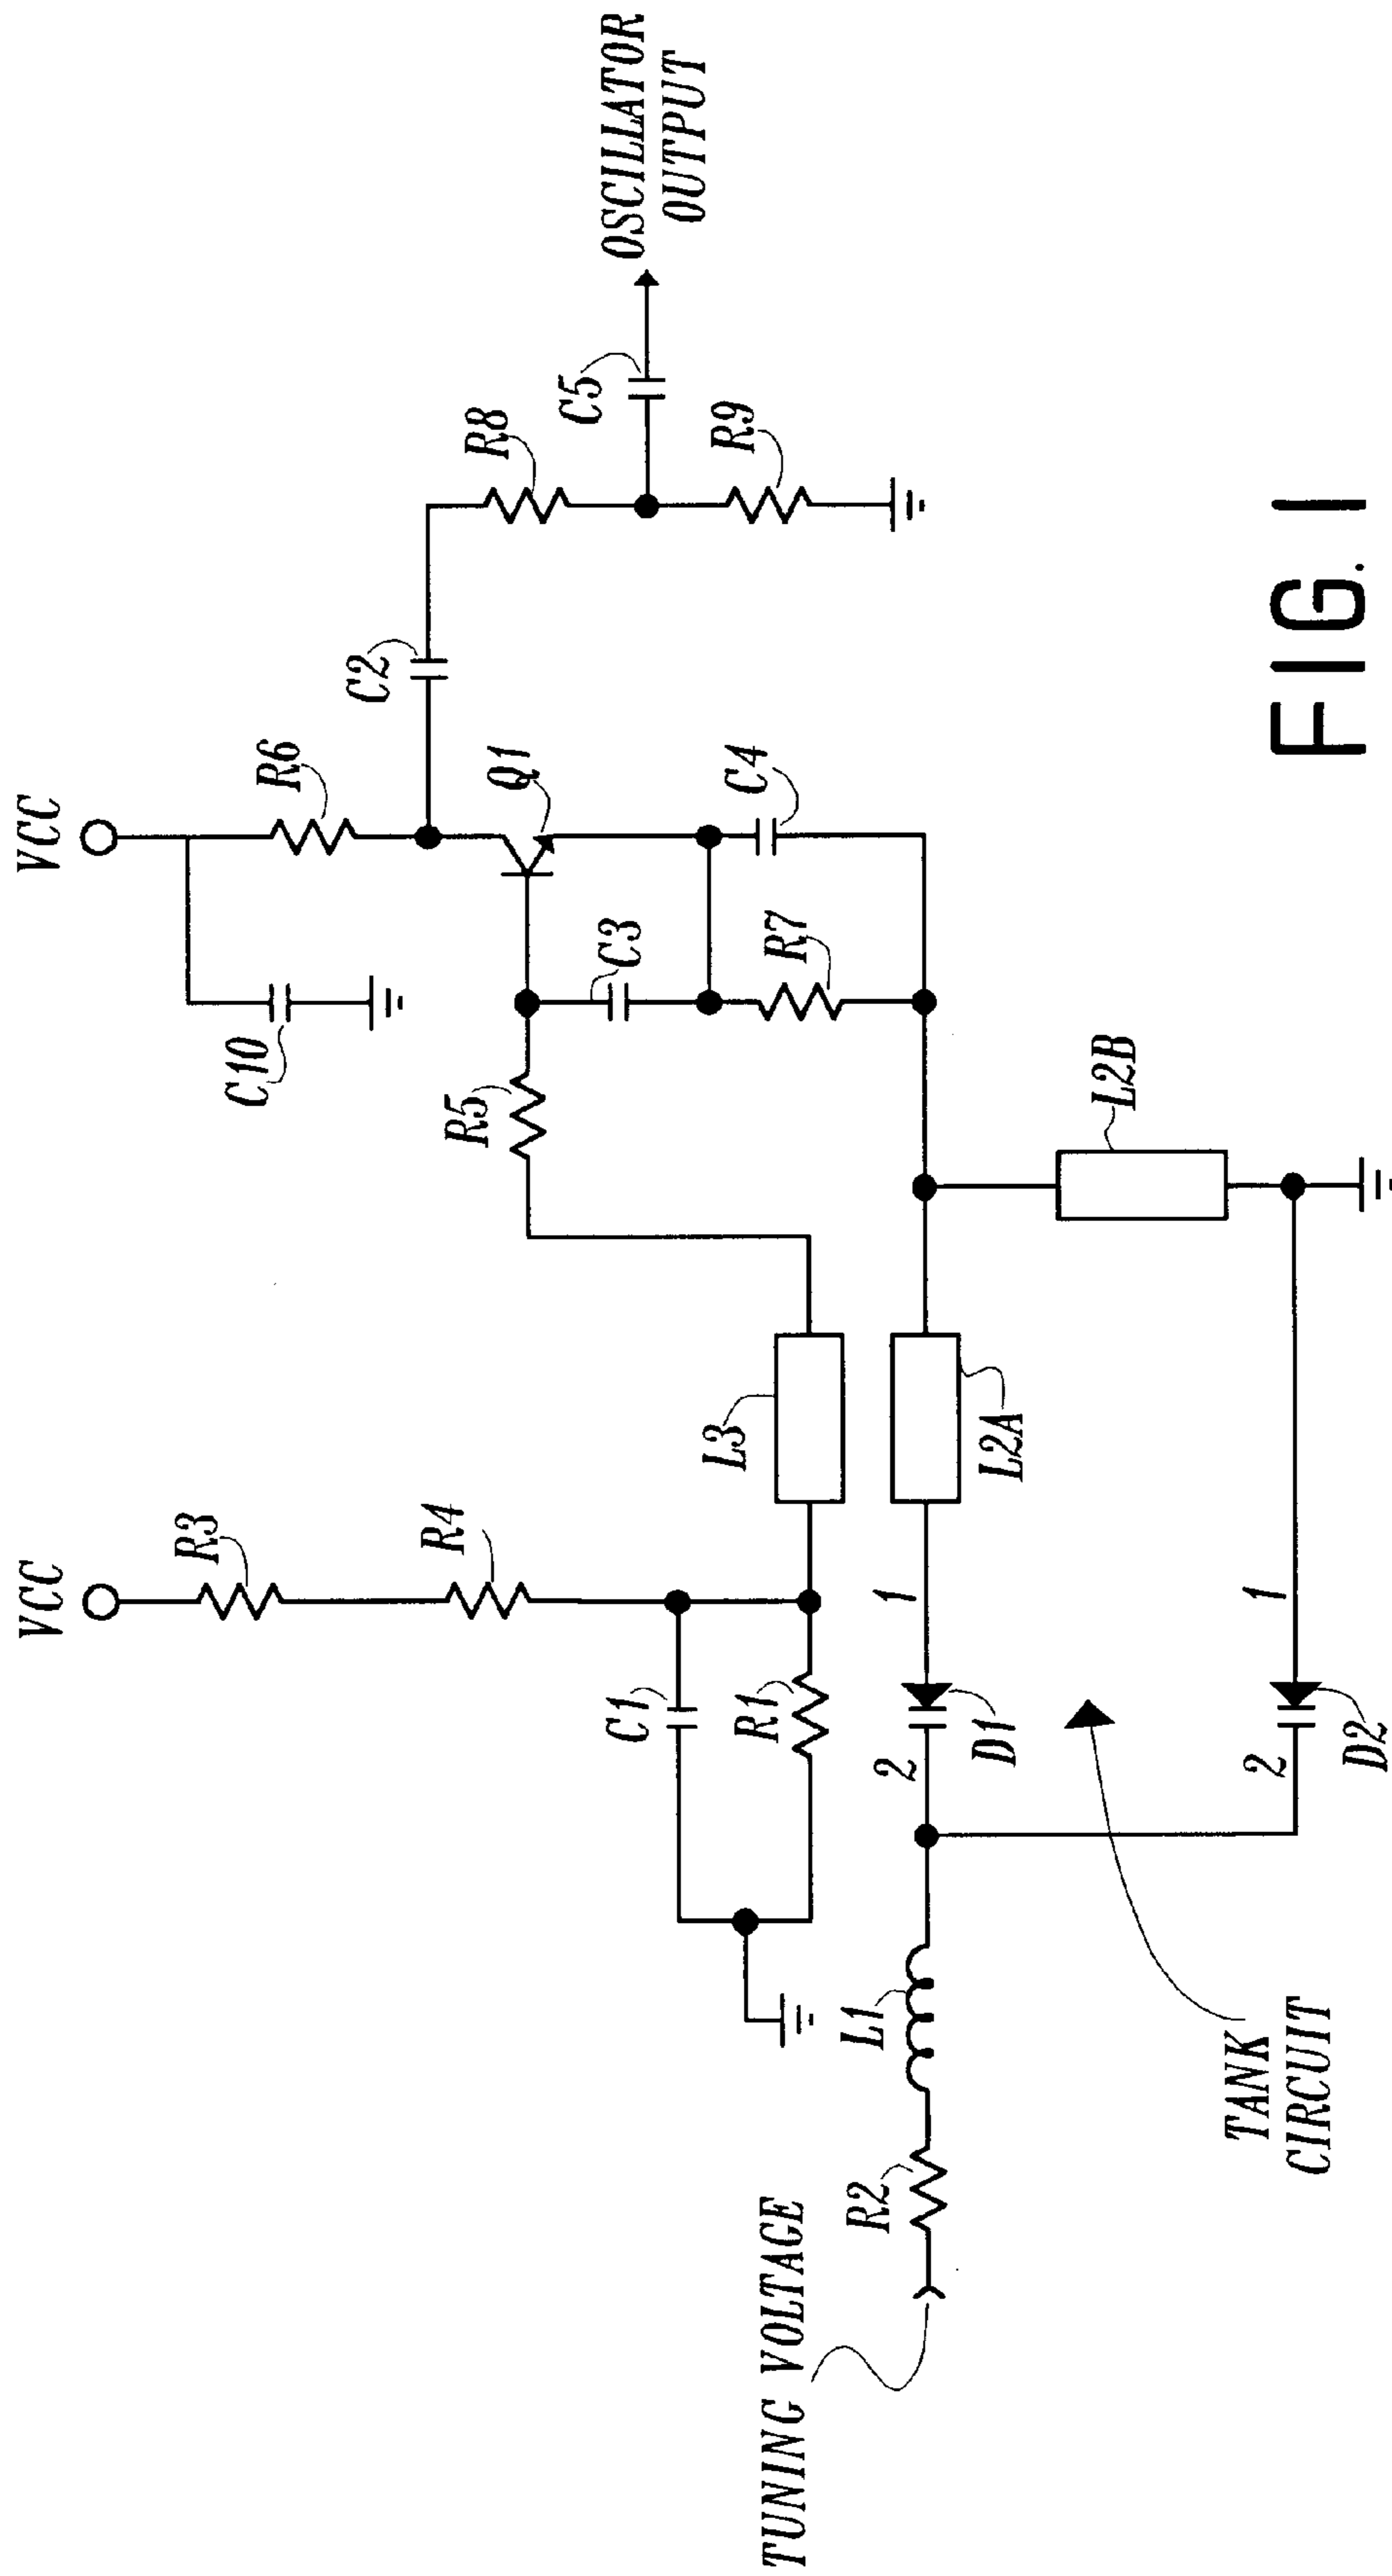 VCC
VCC
R3
R4
C10
R6
C2
R8
C5
R9
OSCILLATOR
OUTPUT
R5
C3
Q1
C4
R7
C1
R1
L3
L2A
L2B
TUNING VOLTAGE
R2
L1
2
1
D1
2
1
D2
TANK
CIRCUIT
FIG. 1